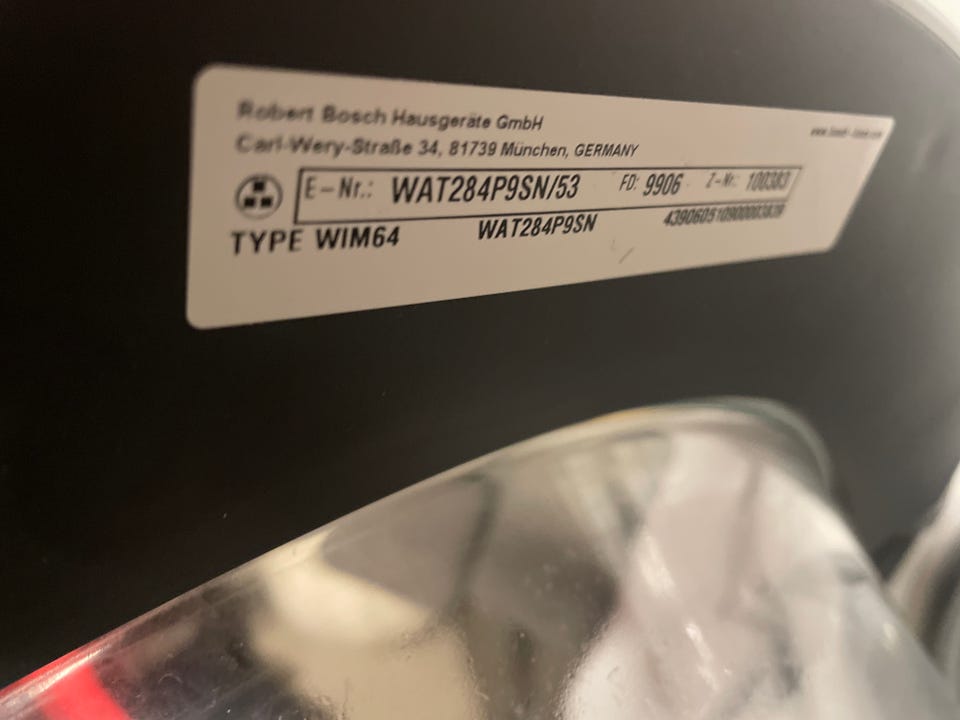 Robert Bosch Hausgeräte GmbH
Carl-Wery-Straße 34, 81739 München, GERMANY
E-Nr.: WAT284P9SN/53 FD: 9906 Z-Nr: 100383
TYPE WIM64 WAT284P9SN